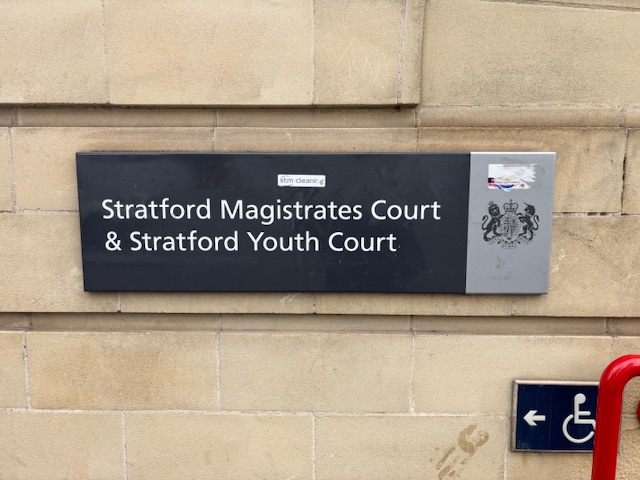 stm cleaning
Stratford Magistrates Court
& Stratford Youth Court